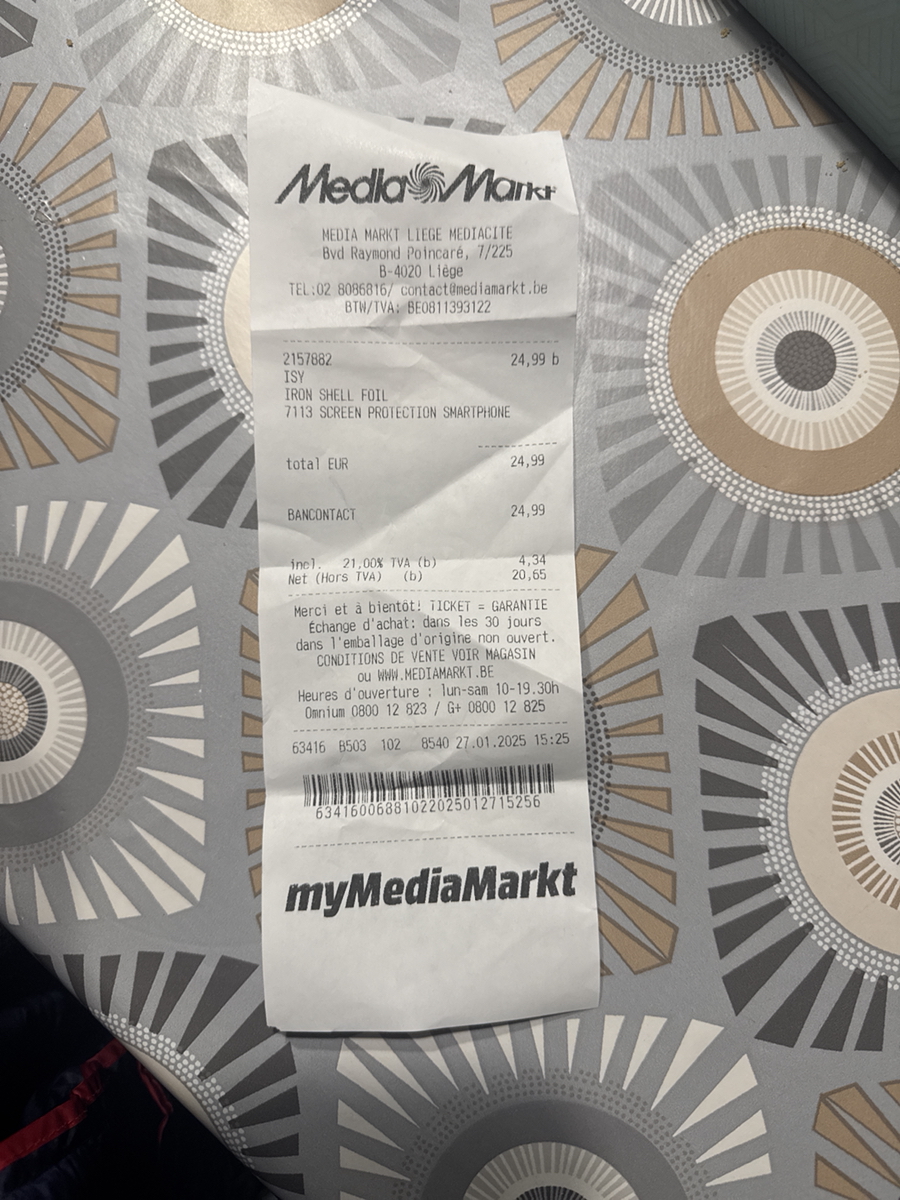 Media Markt
MEDIA MARKT LIEGE MEDIACITE
Bvd Raymond Poincaré, 7/225
B-4020 Liège
TEL:02 8086816/ contact@mediamarkt.be
BTW/TVA: BE0811393122
2157882 24,99 b
ISY
IRON SHELL FOIL
7113 SCREEN PROTECTION SMARTPHONE
total EUR 24,99
BANCONTACT 24,99
incl. 21,00% TVA (b) 4,34
Net (Hors TVA) (b) 20,65
Merci et à bientôt! TICKET = GARANTIE
Échange d'achat: dans les 30 jours
dans l'emballage d'origine non ouvert.
CONDITIONS DE VENTE VOIR MAGASIN
ou WWW.MEDIAMARKT.BE
Heures d'ouverture : lun-sam 10-19.30h
Omnium 0800 12 823 / G+ 0800 12 825
63416 B503 102 8540 27.01.2025 15:25
63416006881022025012715256
myMediaMarkt